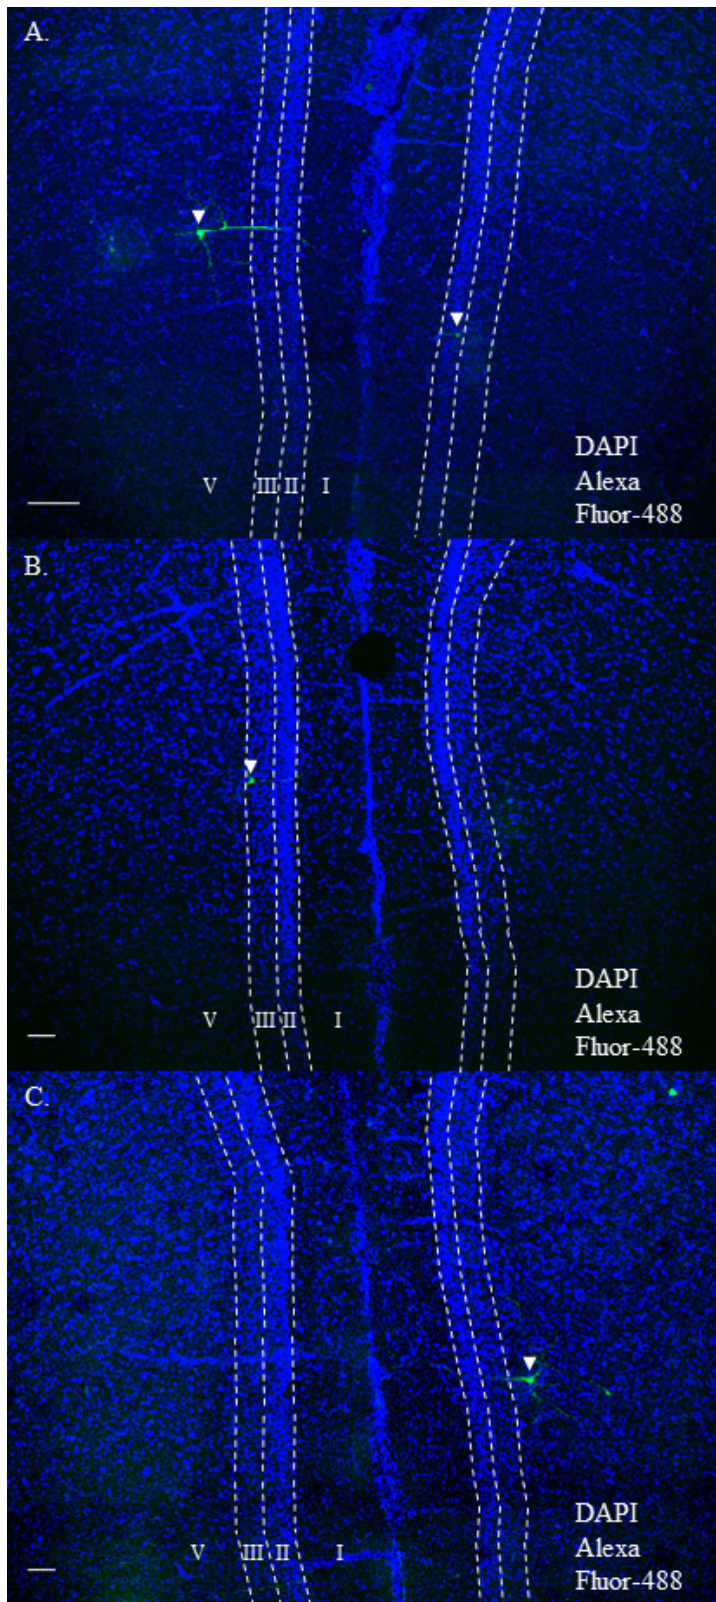 A.
V III II I
DAPI
Alexa
Fluor-488
B.
V III II I
DAPI
Alexa
Fluor-488
C.
V III II I
DAPI
Alexa
Fluor-488